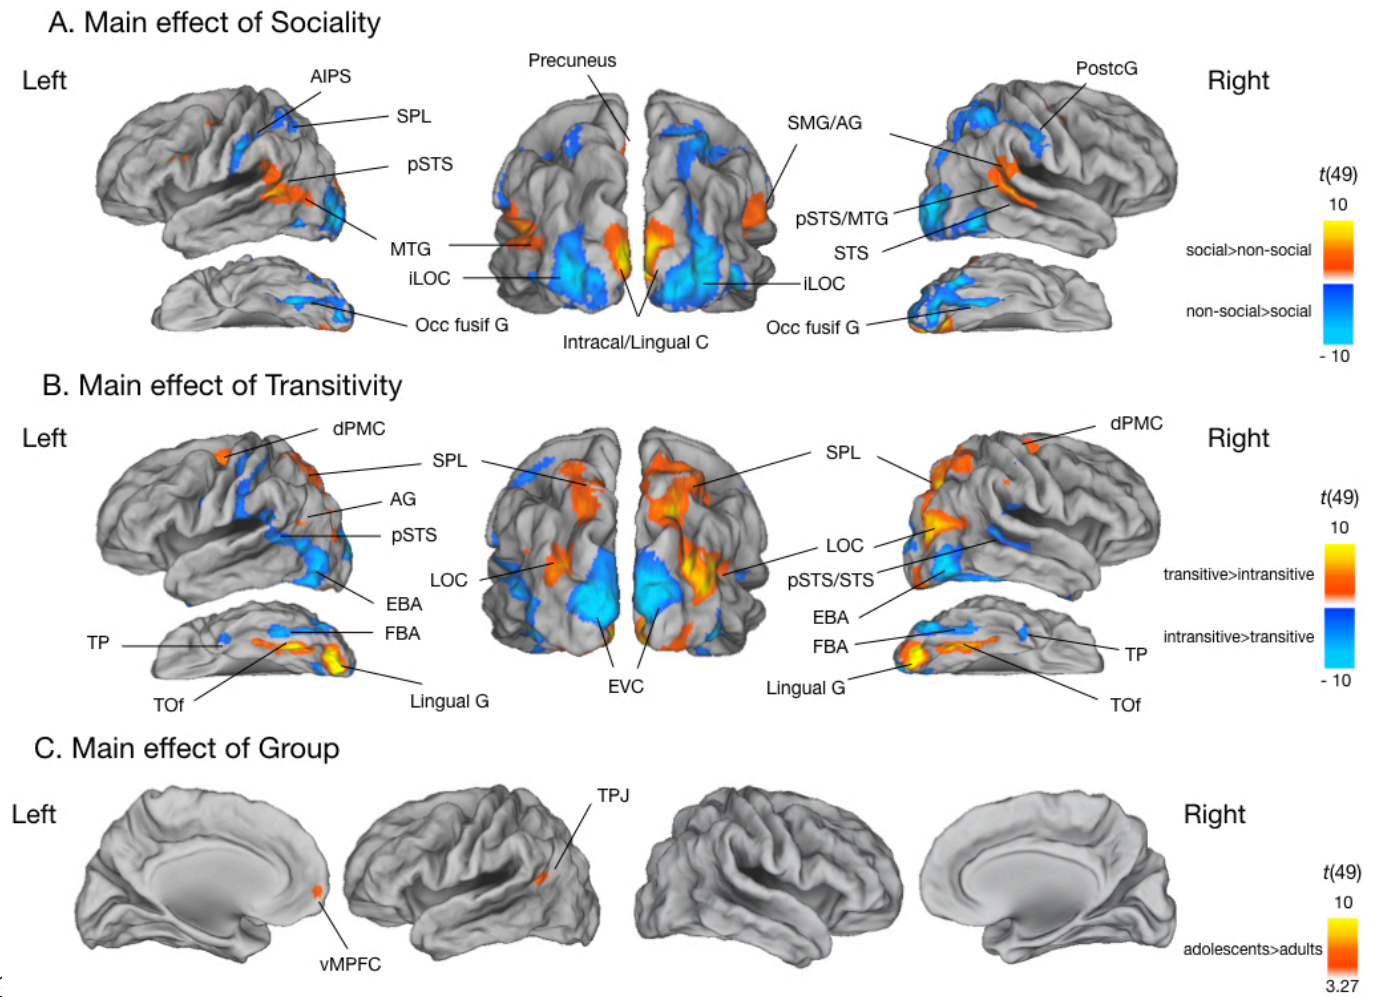 A. Main effect of Sociality
Left
AIPS
SPL
pSTS
MTG
iLOC
Occ fusif G
Precuneus
Intracal/Lingual C
SMG/AG
pSTS/MTG
STS
iLOC
Occ fusif G
PostcG
Right
t(49)
10
social>non-social
non-social>social
- 10
B. Main effect of Transitivity
Left
dPMC
SPL
AG
pSTS
LOC
EBA
FBA
TP
TOf
Lingual G
EVC
SPL
LOC
pSTS/STS
EBA
FBA
Lingual G
dPMC
TP
TOf
Right
t(49)
10
transitive>intransitive
intransitive>transitive
- 10
C. Main effect of Group
Left
vMPFC
TPJ
Right
t(49)
10
adolescents>adults
3.27